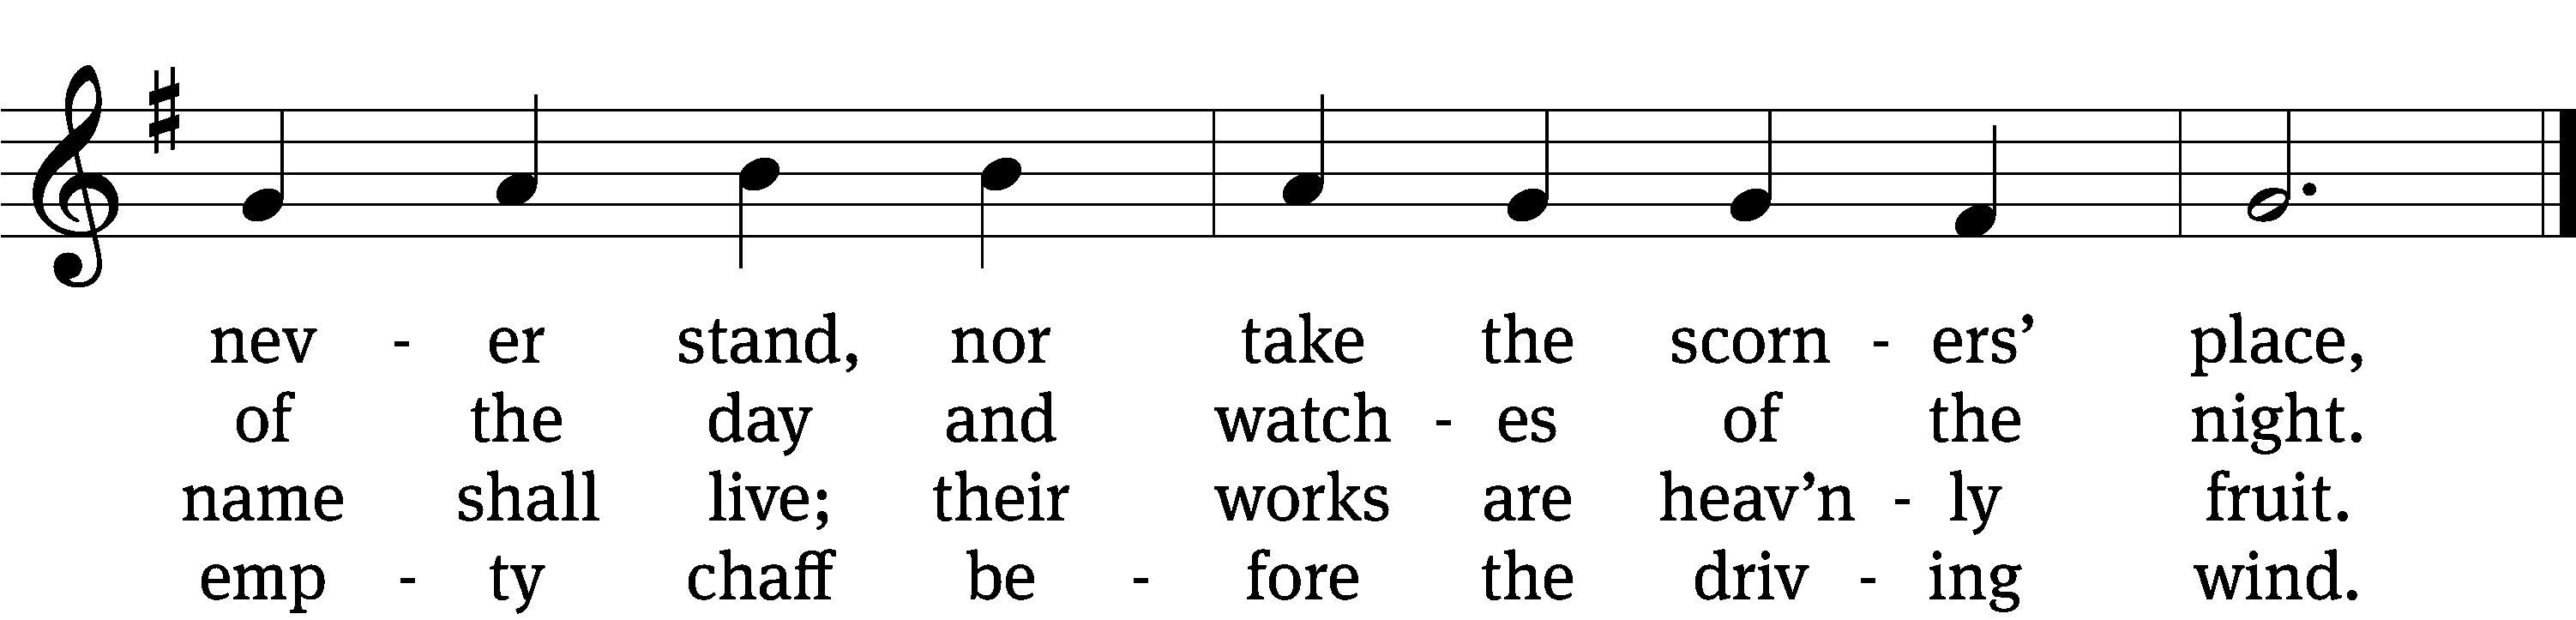 nev - er stand, nor take the scorn - ers’ place,
of the day and watch - es of the night.
name shall live; their works are heav’n - ly fruit.
emp - ty chaff be - fore the driv - ing wind.